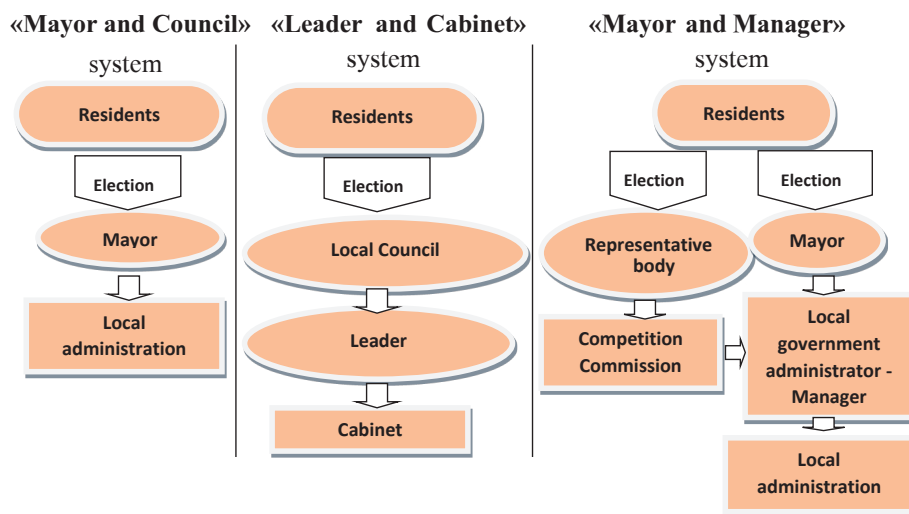 «Mayor and Council»
system
Residents
Election
Mayor
Local
administration
«Leader and Cabinet»
system
Residents
Election
Local Council
Leader
Cabinet
«Mayor and Manager»
system
Residents
Election
Election
Representative
body
Mayor
Competition
Commission
Local
government
administrator -
Manager
Local
administration